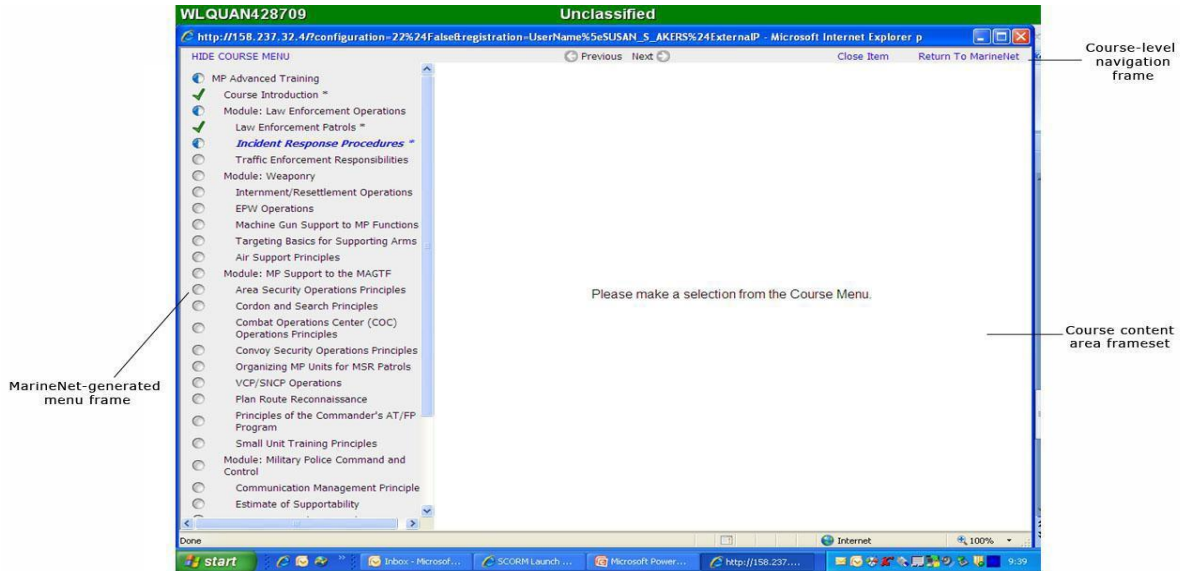 WLQUAN428709
Unclassified
http://158.237.32.4/?configuration=22%24False&registration=UserName%5eSUSAN_S_AKERS%24ExternalP - Microsoft Internet Explorer p
HIDE COURSE MENU
Previous Next
Close Item
Return To MarineNet
Course-level
navigation
frame
MP Advanced Training
Course Introduction *
Module: Law Enforcement Operations
Law Enforcement Patrols *
Incident Response Procedures *
Traffic Enforcement Responsibilities
Module: Weaponry
Internment/Resettlement Operations
EPW Operations
Machine Gun Support to MP Functions
Targeting Basics for Supporting Arms
Air Support Principles
Module: MP Support to the MAGTF
Area Security Operations Principles
Cordon and Search Principles
Combat Operations Center (COC)
Operations Principles
Convoy Security Operations Principles
Organizing MP Units for MSR Patrols
VCP/SNCP Operations
Plan Route Reconnaissance
Principles of the Commander's AT/FP
Program
Small Unit Training Principles
Module: Military Police Command and
Control
Communication Management Principle
Estimate of Supportability
Please make a selection from the Course Menu.
Course content
area frameset
MarineNet-generated
menu frame
Done
Internet
100%
start
Inbox - Microsof...
SCORM Launch ...
Microsoft Power...
http://158.237....
9:39